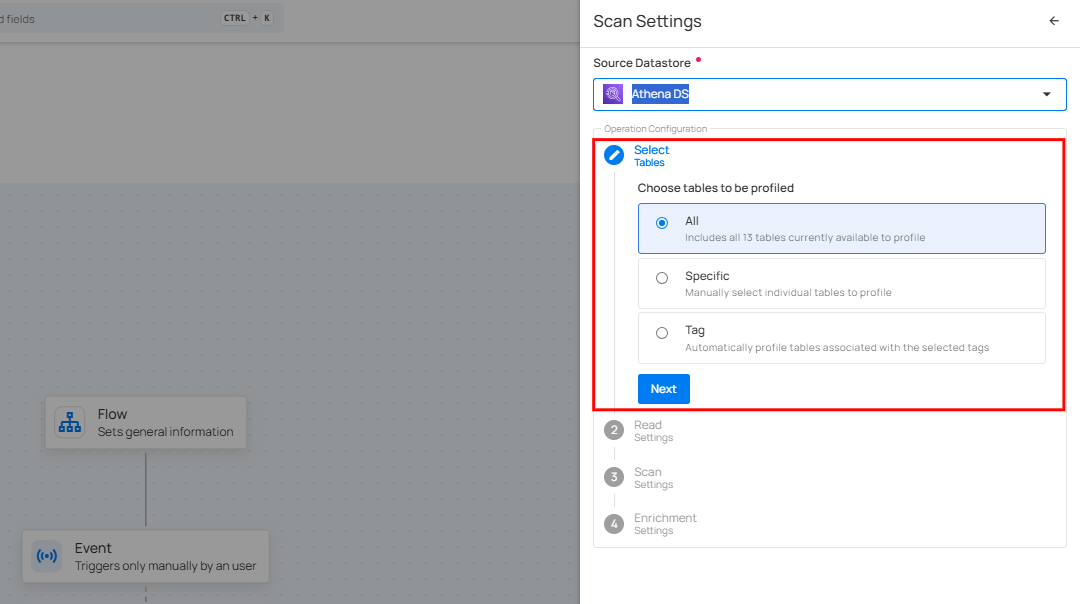 d fields
CTRL + K
Scan Settings
Source Datastore
Athena DS
Operation Configuration
Select
Tables
Choose tables to be profiled
All
Includes all 13 tables currently available to profile
Specific
Manually select individual tables to profile
Tag
Automatically profile tables associated with the selected tags
Next
2 Read
Settings
3 Scan
Settings
4 Enrichment
Settings
Flow
Sets general information
Event
Triggers only manually by an user